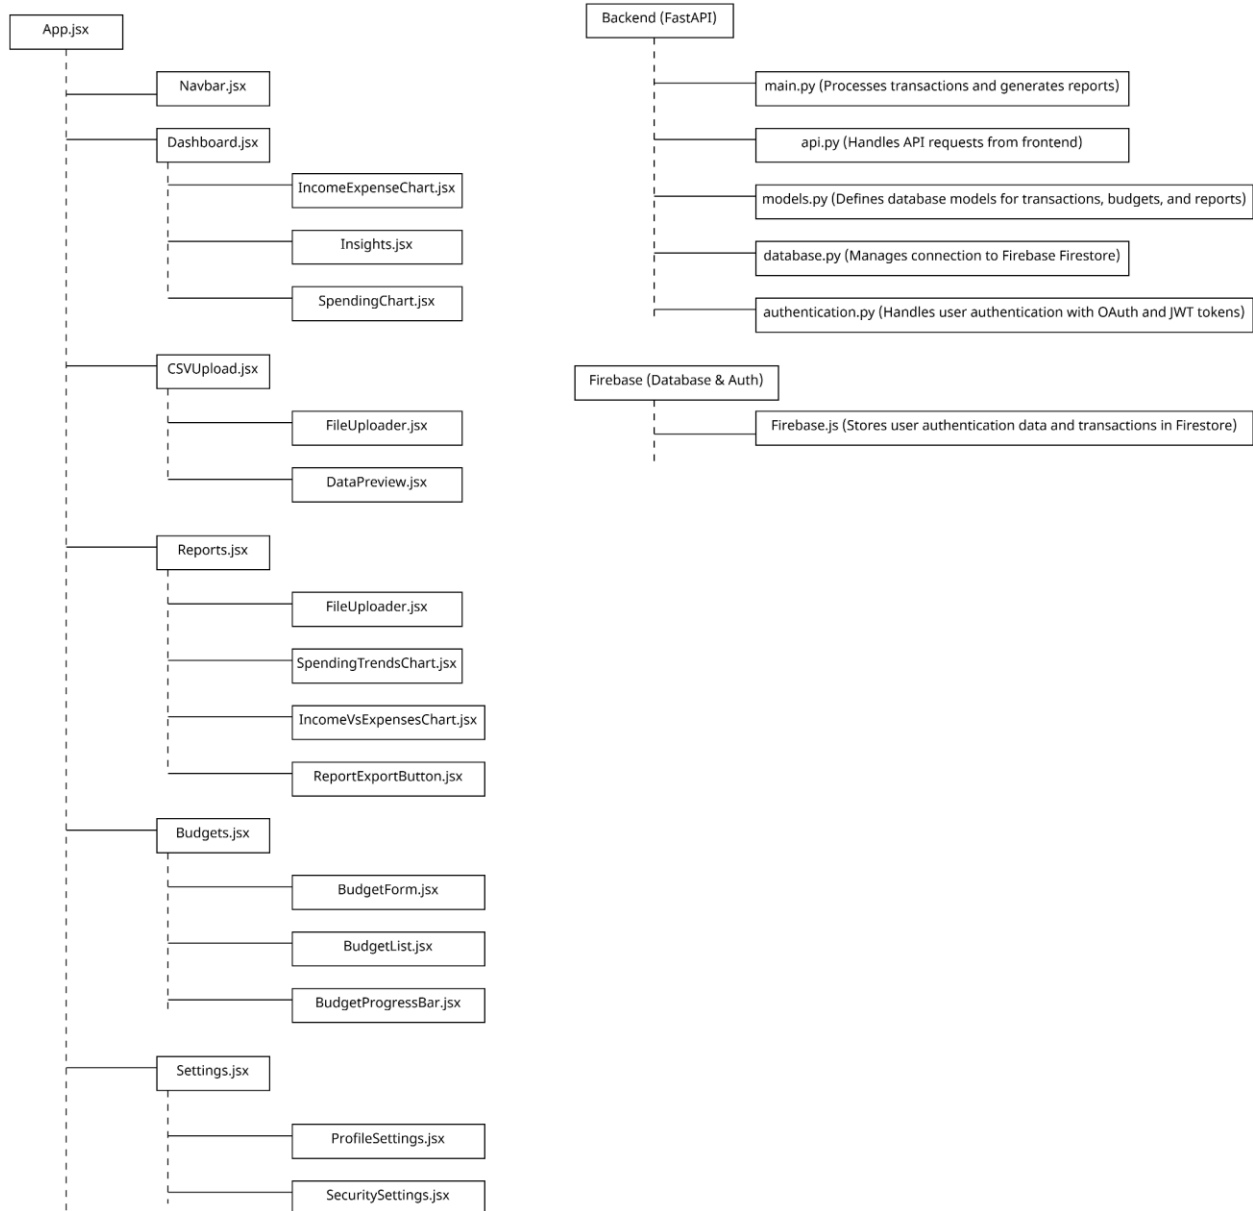 App.jsx
Navbar.jsx
Dashboard.jsx
IncomeExpenseChart.jsx
Insights.jsx
SpendingChart.jsx
CSVUpload.jsx
FileUploader.jsx
DataPreview.jsx
Reports.jsx
FileUploader.jsx
SpendingTrendsChart.jsx
IncomeVsExpensesChart.jsx
ReportExportButton.jsx
Budgets.jsx
BudgetForm.jsx
BudgetList.jsx
BudgetProgressBar.jsx
Settings.jsx
ProfileSettings.jsx
SecuritySettings.jsx
Backend (FastAPI)
main.py (Processes transactions and generates reports)
api.py (Handles API requests from frontend)
models.py (Defines database models for transactions, budgets, and reports)
database.py (Manages connection to Firebase Firestore)
authentication.py (Handles user authentication with OAuth and JWT tokens)
Firebase (Database & Auth)
Firebase.js (Stores user authentication data and transactions in Firestore)